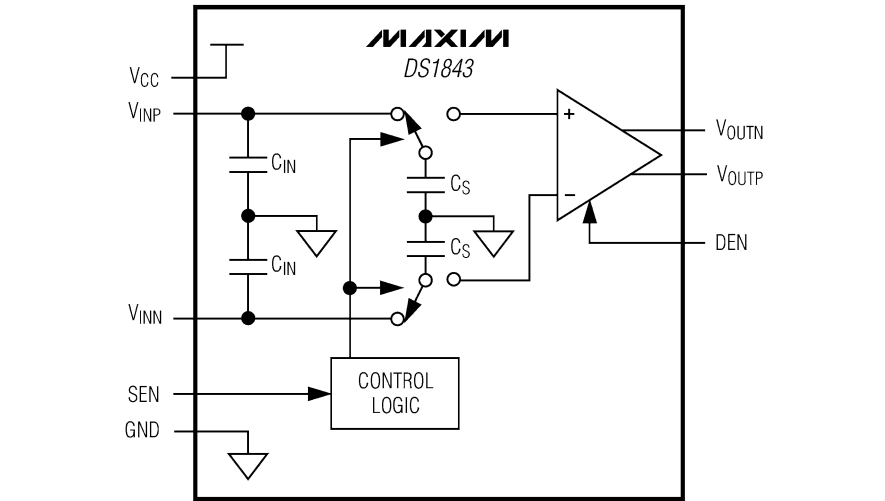 MAXIM
DS1843
VCC
VINP
CIN
CS
+
VOUTN
VOUTP
−
DEN
CS
CIN
VINN
SEN
CONTROL
LOGIC
GND